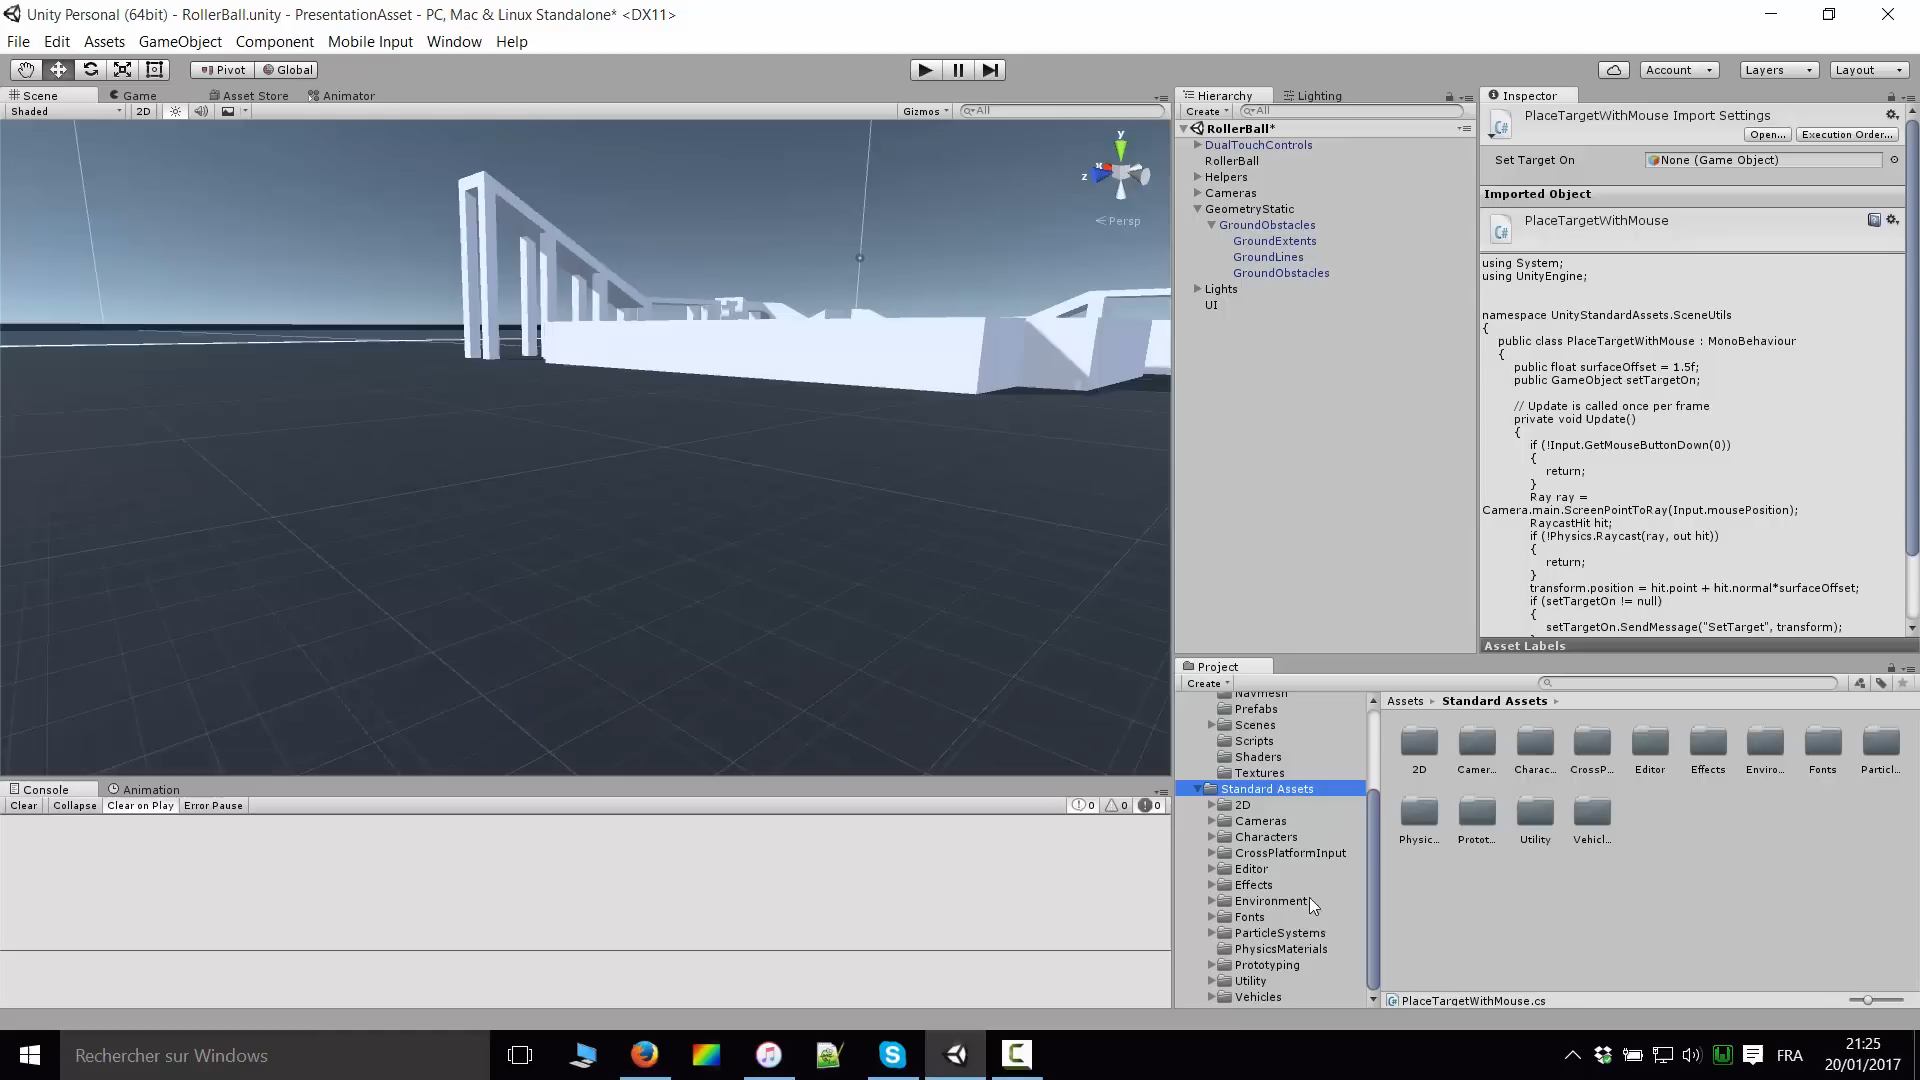 Unity Personal (64bit) - RollerBall.unity - PresentationAsset - PC, Mac & Linux Standalone* <DX11>
File Edit Assets GameObject Component Mobile Input Window Help
Pivot Global Account Layers Layout
Scene Game Asset Store Animator
Shaded 2D Gizmos All
y
x
z
Persp
Hierarchy Lighting
Create All
RollerBall*
DualTouchControls
RollerBall
Helpers
Cameras
GeometryStatic
GroundObstacles
GroundExtents
GroundLines
GroundObstacles
Lights
UI
Inspector
PlaceTargetWithMouse Import Settings
Open... Execution Order...
Set Target On None (Game Object)
Imported Object
PlaceTargetWithMouse
using System;
using UnityEngine;
namespace UnityStandardAssets.SceneUtils
{
public class PlaceTargetWithMouse : MonoBehaviour
{
public float surfaceOffset = 1.5f;
public GameObject setTargetOn;
// Update is called once per frame
private void Update()
{
if (!Input.GetMouseButtonDown(0))
{
return;
}
Ray ray =
Camera.main.ScreenPointToRay(Input.mousePosition);
RaycastHit hit;
if (!Physics.Raycast(ray, out hit))
{
return;
}
transform.position = hit.point + hit.normal*surfaceOffset;
if (setTargetOn != null)
{
setTargetOn.SendMessage("SetTarget", transform);
}
Asset Labels
Console Animation
Clear Collapse Clear on Play Error Pause 0 0 0
Project
Create
Navmesh
Prefabs
Scenes
Scripts
Shaders
Textures
Standard Assets
2D
Cameras
Characters
CrossPlatformInput
Editor
Effects
Environment
Fonts
ParticleSystems
PhysicsMaterials
Prototyping
Utility
Vehicles
Assets Standard Assets
2D Camer... Charac... CrossP... Editor Effects Enviro... Fonts Particl...
Physic... Protot... Utility Vehicl...
PlaceTargetWithMouse.cs
Rechercher sur Windows
FRA
21:25
20/01/2017